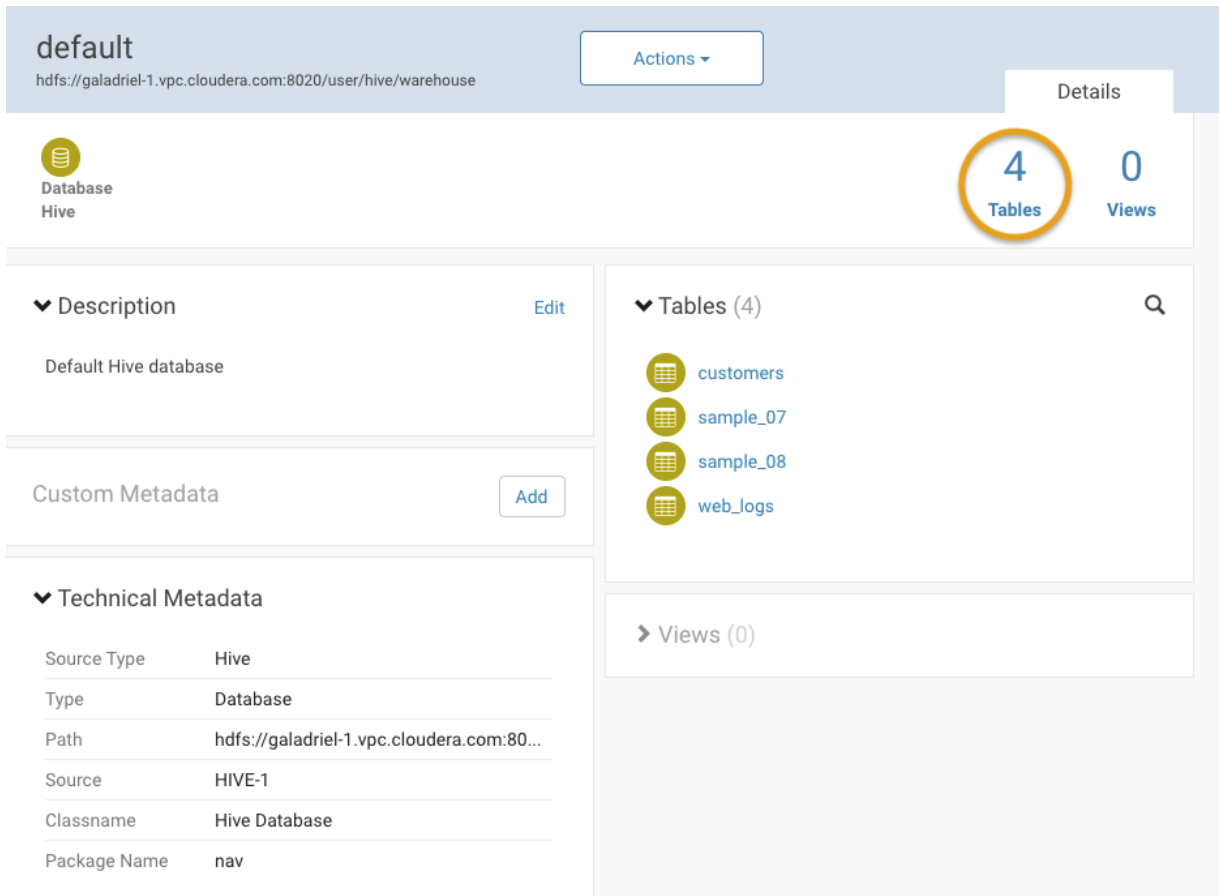 default
hdfs://galadriel-1.vpc.cloudera.com:8020/user/hive/warehouse
Actions
Details
Database
Hive
4
Tables
0
Views
Description
Edit
Default Hive database
Custom Metadata
Add
Technical Metadata
Source Type Hive
Type Database
Path hdfs://galadriel-1.vpc.cloudera.com:80...
Source HIVE-1
Classname Hive Database
Package Name nav
Tables (4)
customers
sample_07
sample_08
web_logs
Views (0)